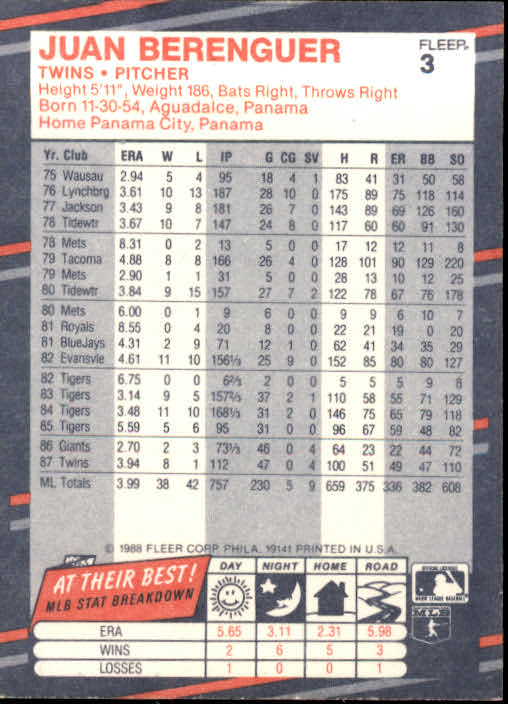 JUAN BERENGUER
FLEER
3
TWINS • PITCHER
Height 5'11", Weight 186, Bats Right, Throws Right
Born 11-30-54, Aguadalce, Panama
Home Panama City, Panama
Yr. Club ERA W L IP G CG SV H R ER BB SO
75 Wausau 2.94 5 4 95 18 4 1 83 41 31 50 58
76 Lynchbrg 3.61 10 13 187 28 10 0 175 89 75 118 114
77 Jackson 3.43 9 8 181 26 7 0 143 89 69 126 160
78 Tidewtr 3.67 10 7 147 24 8 0 117 60 60 91 130
78 Mets 8.31 0 2 13 5 0 0 17 12 12 11 8
79 Tacoma 4.88 8 8 166 26 4 0 128 101 90 129 220
79 Mets 2.90 1 1 31 5 0 0 28 13 10 12 25
80 Tidewtr 3.84 9 15 157 27 7 2 122 78 67 76 178
80 Mets 6.00 0 1 9 6 0 0 9 9 6 10 7
81 Royals 8.55 0 4 20 8 0 0 22 21 19 0 20
81 BlueJays 4.31 2 9 71 12 1 0 62 41 34 35 29
82 Evansvle 4.61 11 10 156⅓ 25 9 0 152 85 80 80 127
82 Tigers 6.75 0 0 6⅔ 2 0 0 5 5 5 9 8
83 Tigers 3.14 9 5 157⅔ 37 2 1 110 58 55 71 129
84 Tigers 3.48 11 10 168⅓ 31 2 0 146 75 65 79 118
85 Tigers 5.59 5 6 95 31 0 0 96 67 59 48 82
86 Giants 2.70 2 3 73⅓ 46 0 4 64 23 22 44 72
87 Twins 3.94 8 1 112 47 0 4 100 51 49 47 110
ML Totals 3.99 38 42 757 230 5 9 659 375 336 382 608
© 1988 FLEER CORP. PHILA. 19141 PRINTED IN U.S.A.
AT THEIR BEST!
MLB STAT BREAKDOWN
DAY NIGHT HOME ROAD
ERA 5.65 3.11 2.31 5.98
WINS 2 6 5 3
LOSSES 1 0 0 1